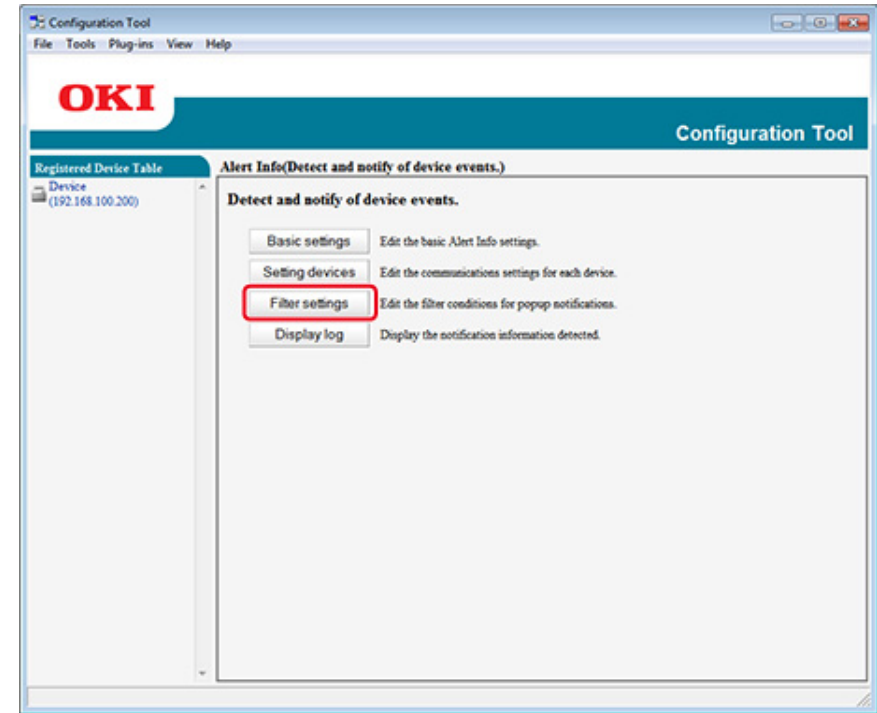 Configuration Tool
File Tools Plug-ins View Help
OKI
Configuration Tool
Registered Device Table
Device
(192.168.100.200)
Alert Info(Detect and notify of device events.)
Detect and notify of device events.
Basic settings Edit the basic Alert Info settings.
Setting devices Edit the communications settings for each device.
Filter settings Edit the filter conditions for popup notifications.
Display log Display the notification information detected.